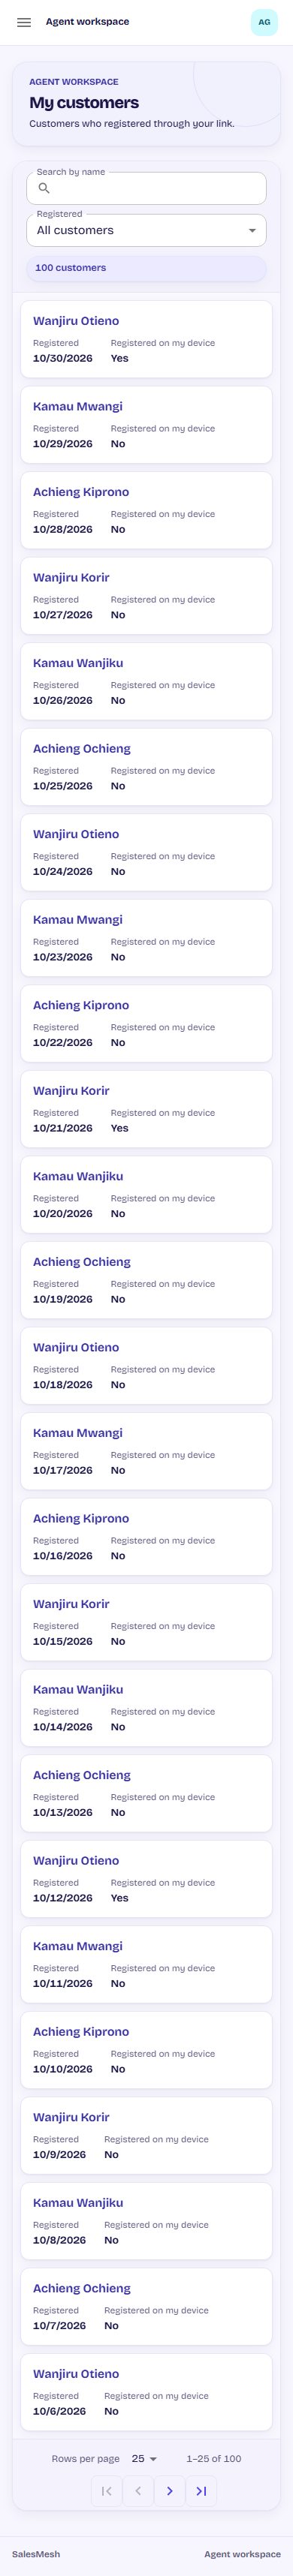 Agent workspace
AG
AGENT WORKSPACE
My customers
Customers who registered through your link.
Search by name
Registered
All customers
100 customers
Wanjiru Otieno
Registered Registered on my device
10/30/2026 Yes
Kamau Mwangi
Registered Registered on my device
10/29/2026 No
Achieng Kiprono
Registered Registered on my device
10/28/2026 No
Wanjiru Korir
Registered Registered on my device
10/27/2026 No
Kamau Wanjiku
Registered Registered on my device
10/26/2026 No
Achieng Ochieng
Registered Registered on my device
10/25/2026 No
Wanjiru Otieno
Registered Registered on my device
10/24/2026 No
Kamau Mwangi
Registered Registered on my device
10/23/2026 No
Achieng Kiprono
Registered Registered on my device
10/22/2026 No
Wanjiru Korir
Registered Registered on my device
10/21/2026 Yes
Kamau Wanjiku
Registered Registered on my device
10/20/2026 No
Achieng Ochieng
Registered Registered on my device
10/19/2026 No
Wanjiru Otieno
Registered Registered on my device
10/18/2026 No
Kamau Mwangi
Registered Registered on my device
10/17/2026 No
Achieng Kiprono
Registered Registered on my device
10/16/2026 No
Wanjiru Korir
Registered Registered on my device
10/15/2026 No
Kamau Wanjiku
Registered Registered on my device
10/14/2026 No
Achieng Ochieng
Registered Registered on my device
10/13/2026 No
Wanjiru Otieno
Registered Registered on my device
10/12/2026 Yes
Kamau Mwangi
Registered Registered on my device
10/11/2026 No
Achieng Kiprono
Registered Registered on my device
10/10/2026 No
Wanjiru Korir
Registered Registered on my device
10/9/2026 No
Kamau Wanjiku
Registered Registered on my device
10/8/2026 No
Achieng Ochieng
Registered Registered on my device
10/7/2026 No
Wanjiru Otieno
Registered Registered on my device
10/6/2026 No
Rows per page 25 1–25 of 100
SalesMesh Agent workspace